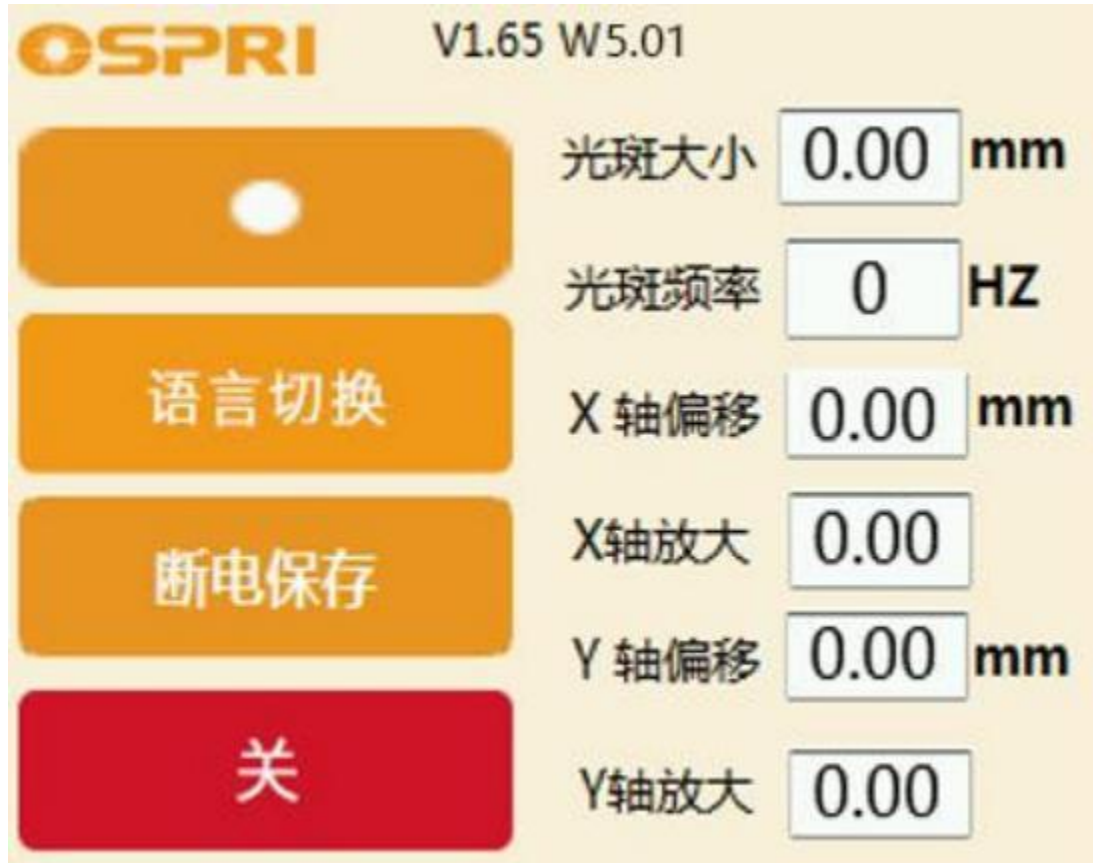 OSPRI V1.65 W5.01
光斑大小 0.00 mm
光斑频率 0 HZ
语言切换
X 轴偏移 0.00 mm
断电保存
X轴放大 0.00
Y 轴偏移 0.00 mm
关
Y轴放大 0.00